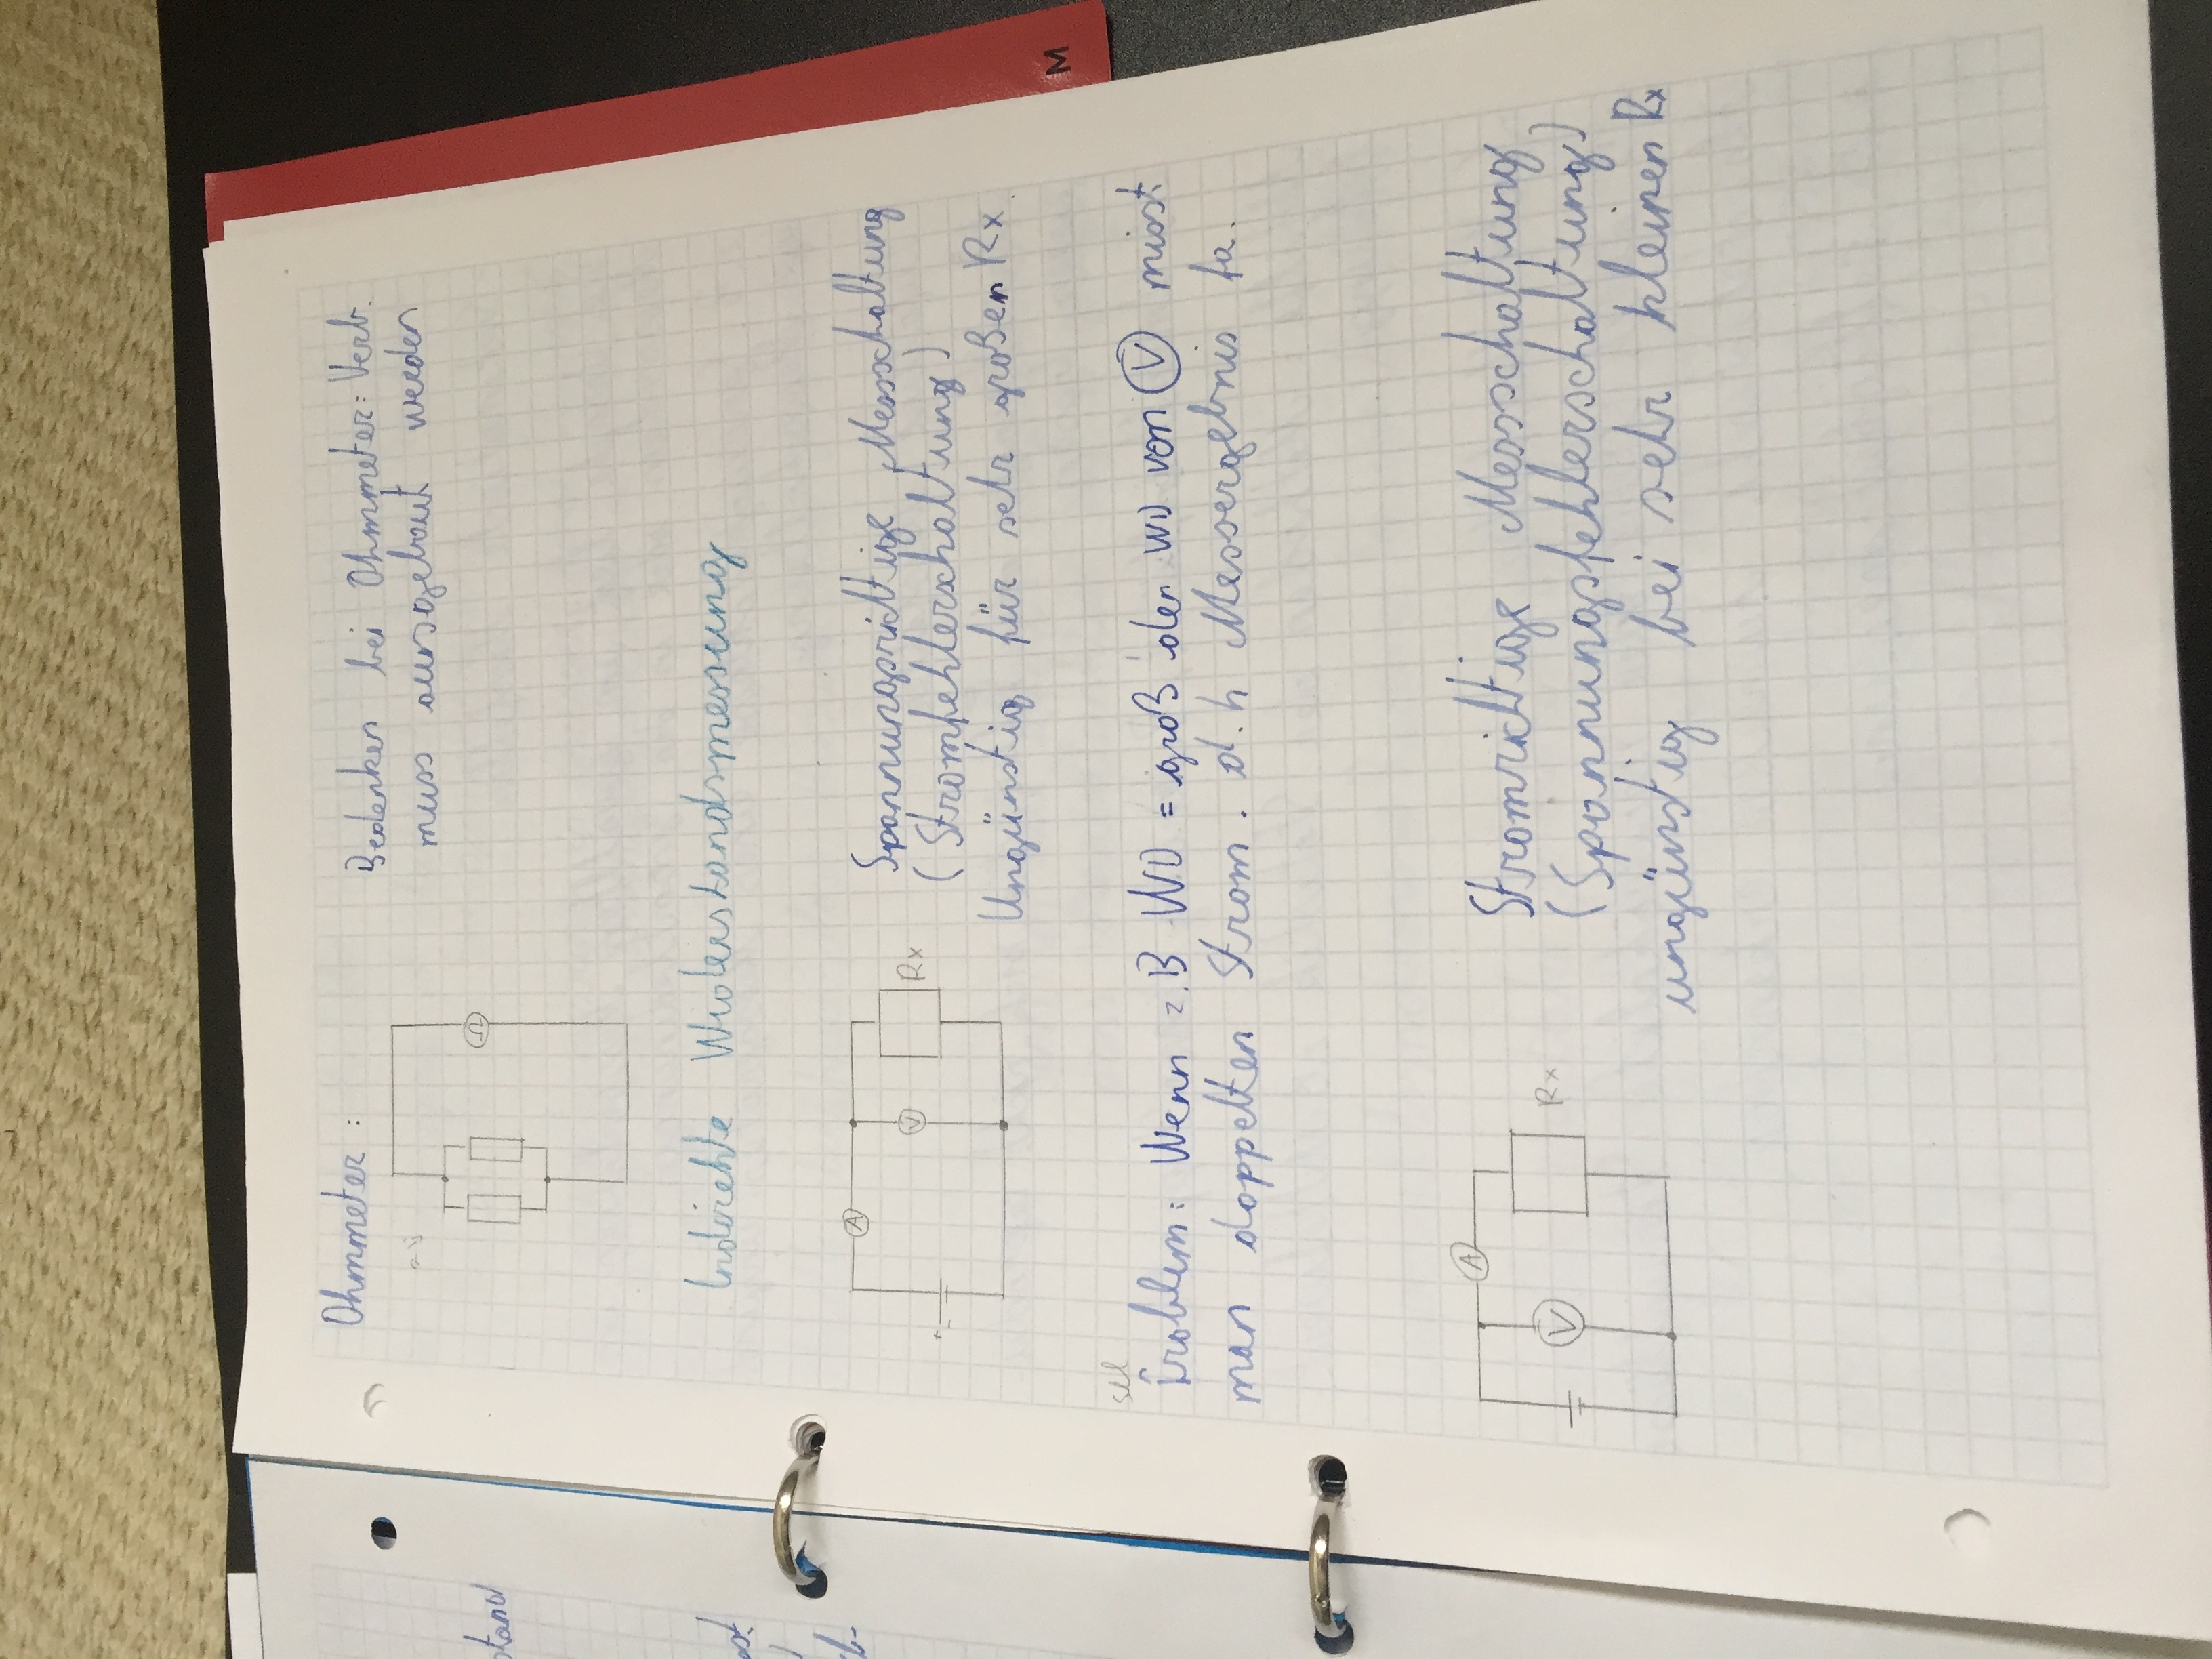 Ohmmeter:
Bedenken bei Ohmmeter: Verb.
muss ausgebaut werden
Ω
Indirekte Widerstandsmessung
A
V
Rx
+
-
Spannungsrichtige Messschaltung
(Stromfehlerschaltung)
Ungünstig für sehr großen Rx
Problem: Wenn z.B WD = groß den WD von V misst
man doppelten Strom. d.h Messergebnis fa.
A
V
Rx
Stromrichtige Messschaltung
(Spannungsfehlerschaltung)
ungünstig bei sehr kleinen Rx
stand
M